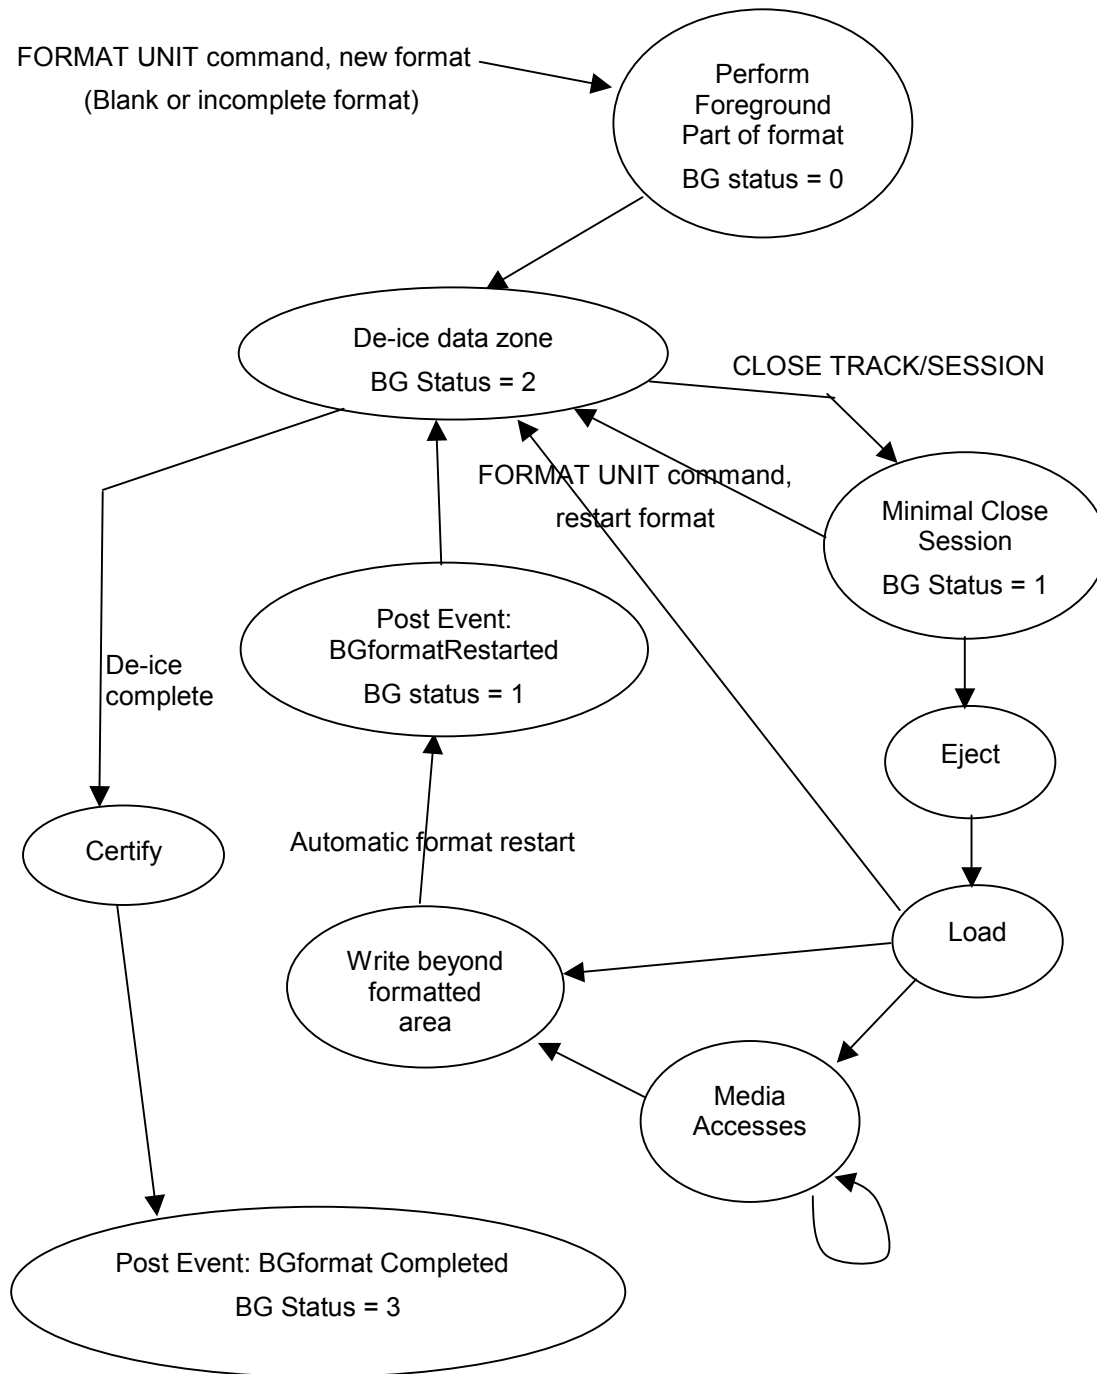 FORMAT UNIT command, new format
(Blank or incomplete format)
Perform
Foreground
Part of format
BG status = 0
De-ice data zone
BG Status = 2
CLOSE TRACK/SESSION
FORMAT UNIT command,
restart format
Minimal Close
Session
BG Status = 1
Post Event:
BGformatRestarted
BG status = 1
De-ice
complete
Eject
Automatic format restart
Certify
Load
Write beyond
formatted
area
Media
Accesses
Post Event: BGformat Completed
BG Status = 3